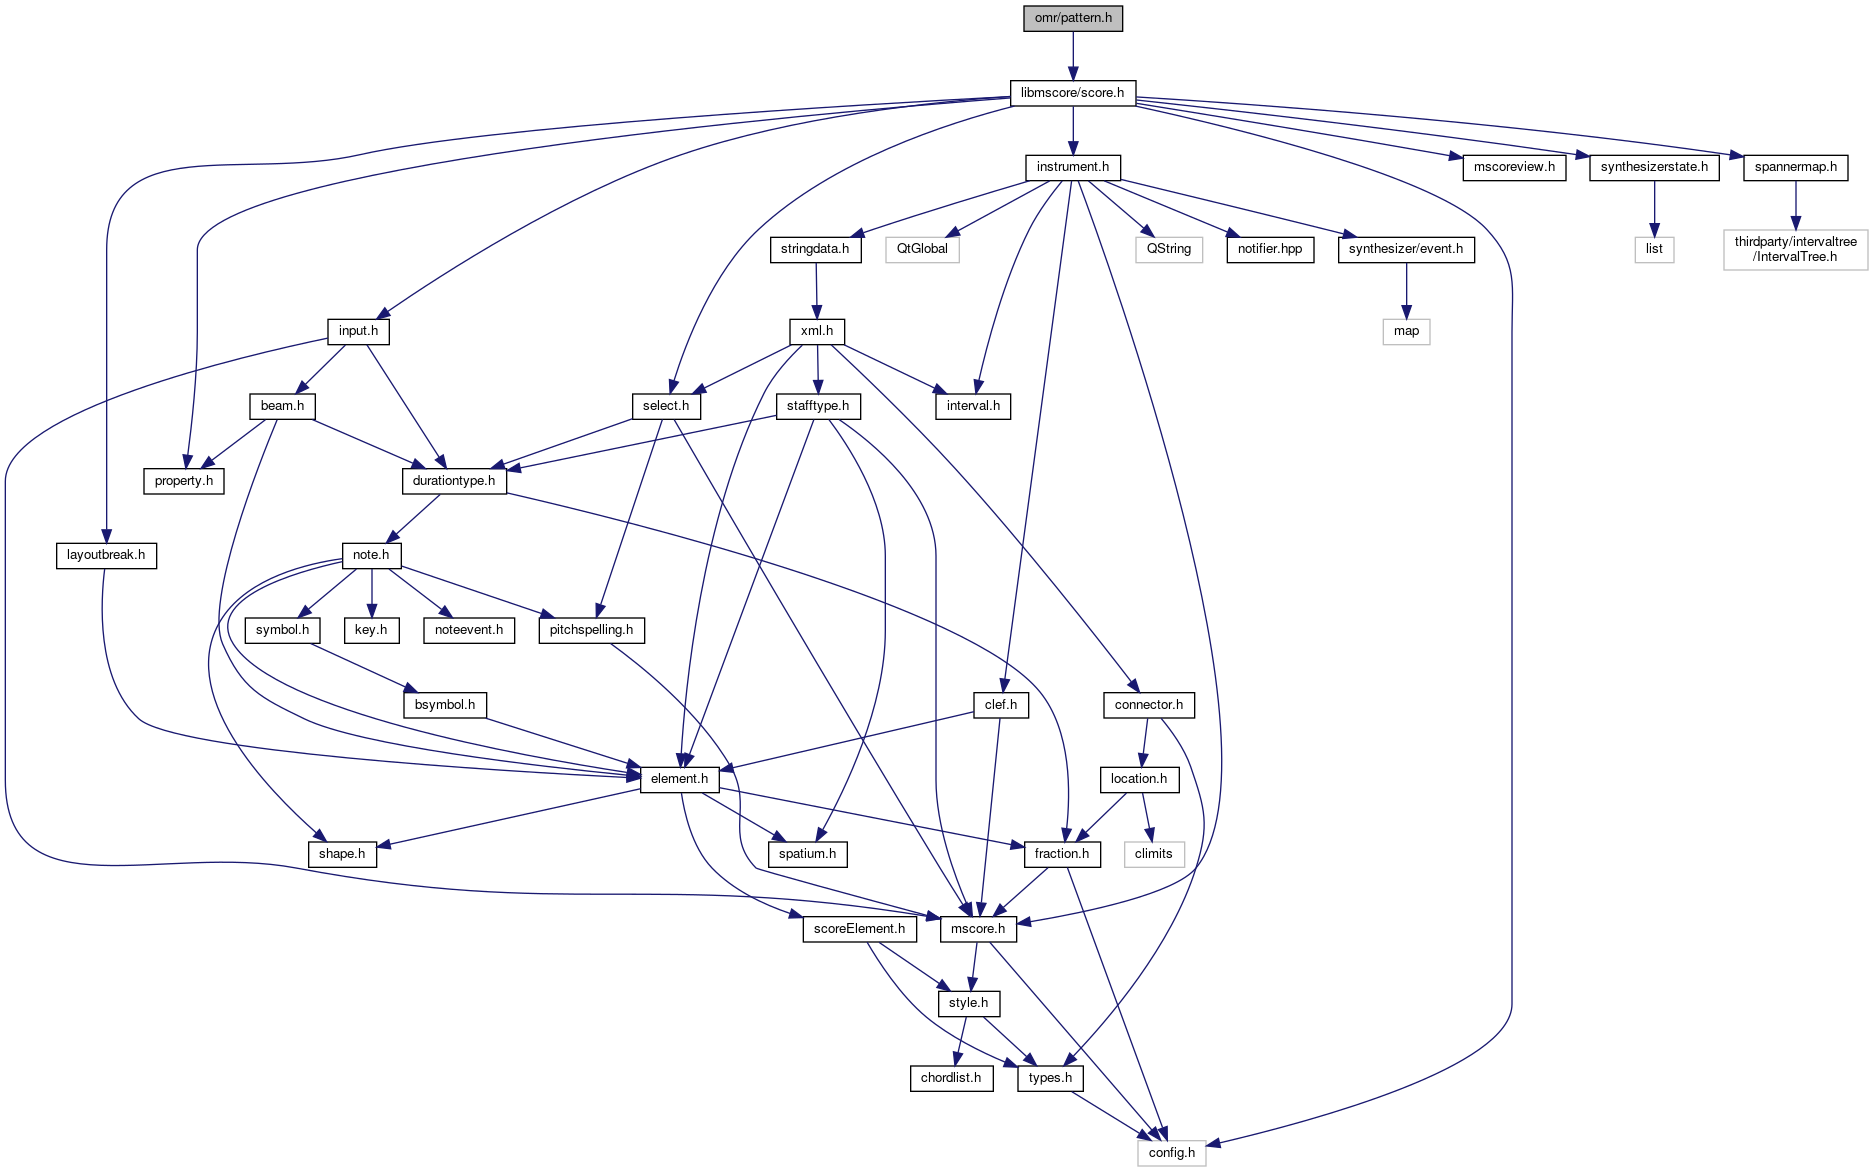 omr/pattern.h
libmscore/score.h
instrument.h
mscoreview.h
synthesizerstate.h
spannermap.h
stringdata.h
QtGlobal
QString
notifier.hpp
synthesizer/event.h
list
thirdparty/intervaltree
/IntervalTree.h
input.h
xml.h
map
beam.h
select.h
stafftype.h
interval.h
property.h
durationtype.h
layoutbreak.h
note.h
symbol.h
key.h
noteevent.h
pitchspelling.h
bsymbol.h
clef.h
connector.h
element.h
location.h
shape.h
spatium.h
fraction.h
climits
scoreElement.h
mscore.h
style.h
chordlist.h
types.h
config.h